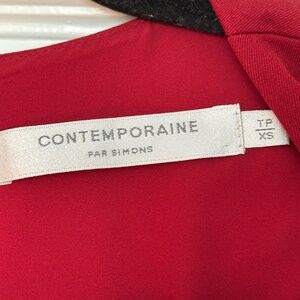 CONTEMPORAINE
PAR SIMONS
TP
XS